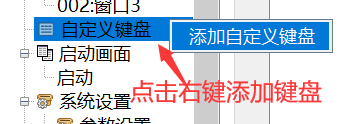 002:窗口3
自定义键盘
添加自定义键盘
启动画面
启动
点击右键添加键盘
系统设置
参数设置